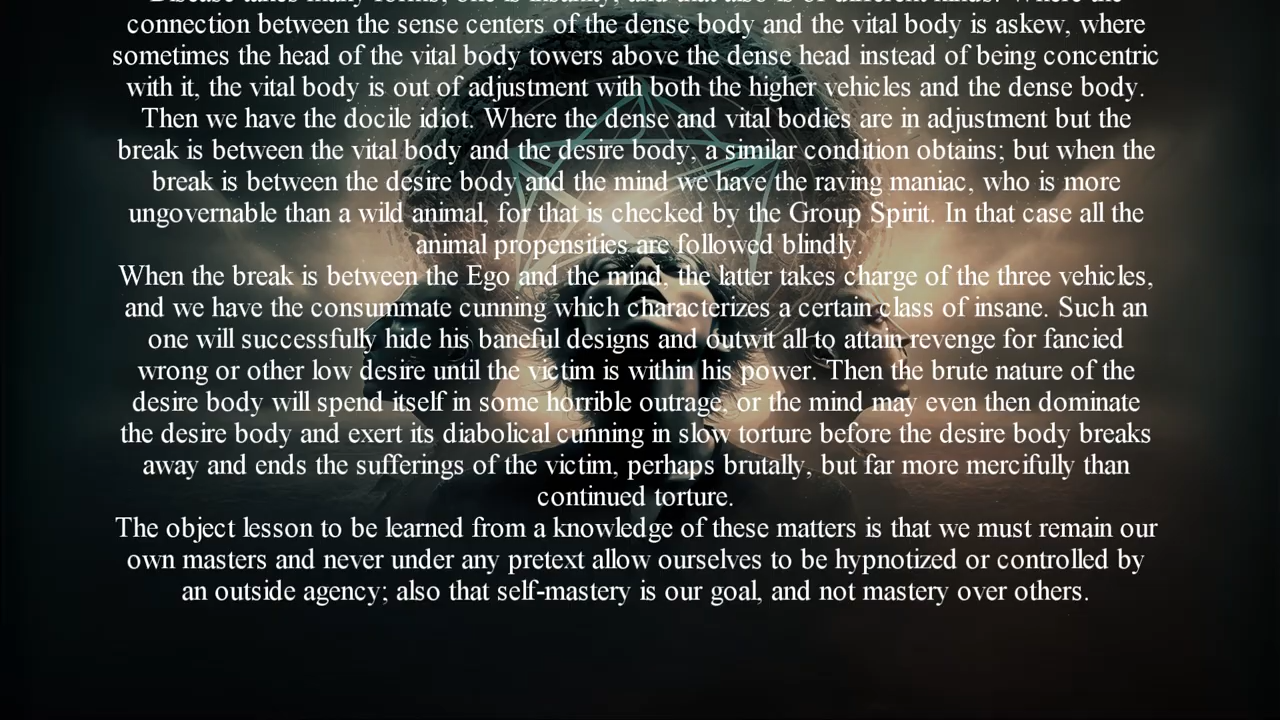 Disease takes many forms; one is insanity, and that also is of different kinds. Where the
connection between the sense centers of the dense body and the vital body is askew, where
sometimes the head of the vital body towers above the dense head instead of being concentric
with it, the vital body is out of adjustment with both the higher vehicles and the dense body.
Then we have the docile idiot. Where the dense and vital bodies are in adjustment but the
break is between the vital body and the desire body, a similar condition obtains; but when the
break is between the desire body and the mind we have the raving maniac, who is more
ungovernable than a wild animal, for that is checked by the Group Spirit. In that case all the
animal propensities are followed blindly.
When the break is between the Ego and the mind, the latter takes charge of the three vehicles,
and we have the consummate cunning which characterizes a certain class of insane. Such an
one will successfully hide his baneful designs and outwit all to attain revenge for fancied
wrong or other low desire until the victim is within his power. Then the brute nature of the
desire body will spend itself in some horrible outrage, or the mind may even then dominate
the desire body and exert its diabolical cunning in slow torture before the desire body breaks
away and ends the sufferings of the victim, perhaps brutally, but far more mercifully than
continued torture.
The object lesson to be learned from a knowledge of these matters is that we must remain our
own masters and never under any pretext allow ourselves to be hypnotized or controlled by
an outside agency; also that self-mastery is our goal, and not mastery over others.